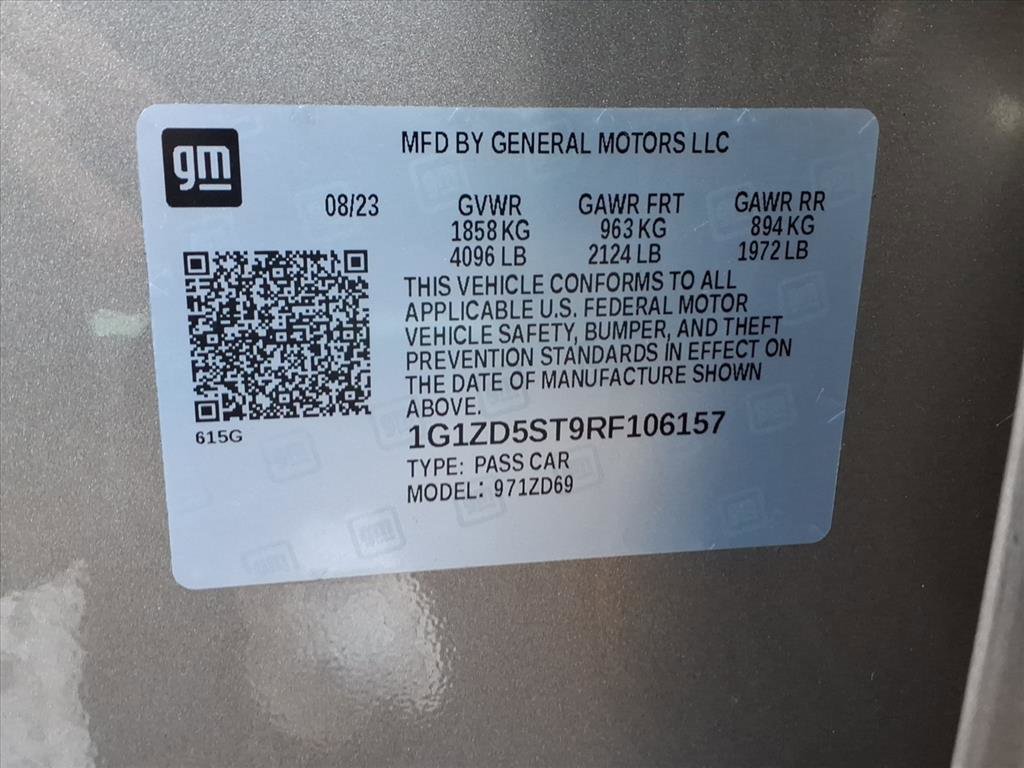 gm
MFD BY GENERAL MOTORS LLC
08/23 GVWR GAWR FRT GAWR RR
1858 KG 963 KG 894 KG
4096 LB 2124 LB 1972 LB
THIS VEHICLE CONFORMS TO ALL
APPLICABLE U.S. FEDERAL MOTOR
VEHICLE SAFETY, BUMPER, AND THEFT
PREVENTION STANDARDS IN EFFECT ON
THE DATE OF MANUFACTURE SHOWN
ABOVE.
615G
1G1ZD5ST9RF106157
TYPE: PASS CAR
MODEL: 971ZD69